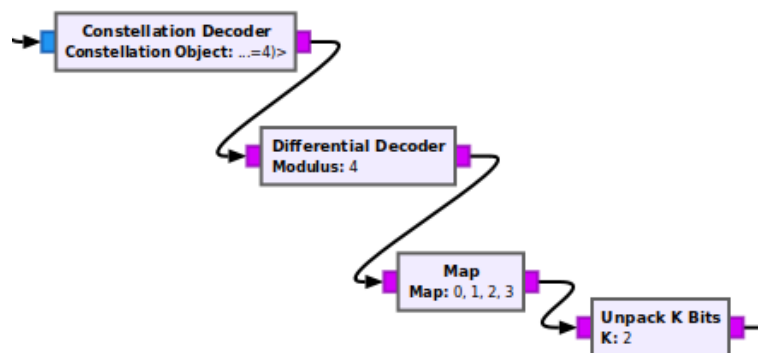 Constellation Decoder
Constellation Object: ...=4)>
Differential Decoder
Modulus: 4
Map
Map: 0, 1, 2, 3
Unpack K Bits
K: 2